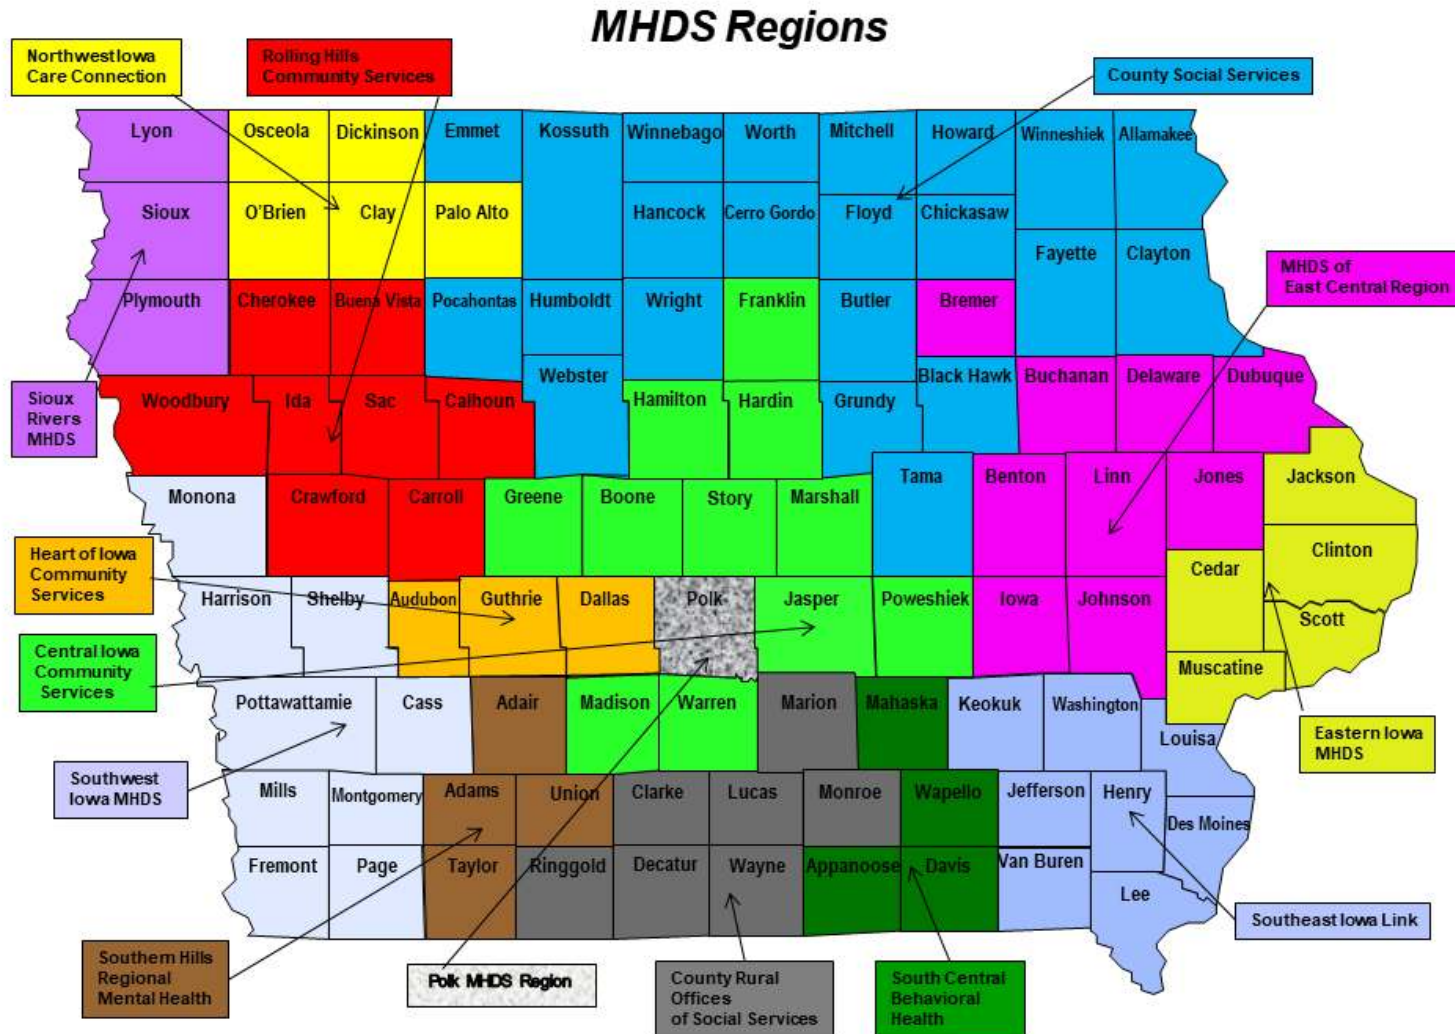 MHDS Regions
Northwest Iowa
Care Connection
Rolling Hills
Community Services
County Social Services
Lyon
Osceola
Dickinson
Emmet
Kossuth
Winnebago
Worth
Mitchell
Howard
Winneshiek
Allamakee
Sioux
O'Brien
Clay
Palo Alto
Hancock
Cerro Gordo
Floyd
Chickasaw
Fayette
Clayton
MHDS of
East Central Region
Plymouth
Cherokee
Buena Vista
Pocahontas
Humboldt
Wright
Franklin
Butler
Bremer
Sioux
Rivers
MHDS
Woodbury
Ida
Sac
Calhoun
Webster
Hamilton
Hardin
Grundy
Black Hawk
Buchanan
Delaware
Dubuque
Monona
Crawford
Carroll
Greene
Boone
Story
Marshall
Tama
Benton
Linn
Jones
Jackson
Heart of Iowa
Community
Services
Harrison
Shelby
Audubon
Guthrie
Dallas
Polk
Jasper
Poweshiek
Iowa
Johnson
Cedar
Clinton
Scott
Muscatine
Central Iowa
Community
Services
Pottawattamie
Cass
Adair
Madison
Warren
Marion
Mahaska
Keokuk
Washington
Louisa
Eastern Iowa
MHDS
Southwest
Iowa MHDS
Mills
Montgomery
Adams
Union
Clarke
Lucas
Monroe
Wapello
Jefferson
Henry
Des Moines
Fremont
Page
Taylor
Ringgold
Decatur
Wayne
Appanoose
Davis
Van Buren
Lee
Southeast Iowa Link
Southern Hills
Regional
Mental Health
Polk MHDS Region
County Rural
Offices
of Social Services
South Central
Behavioral
Health